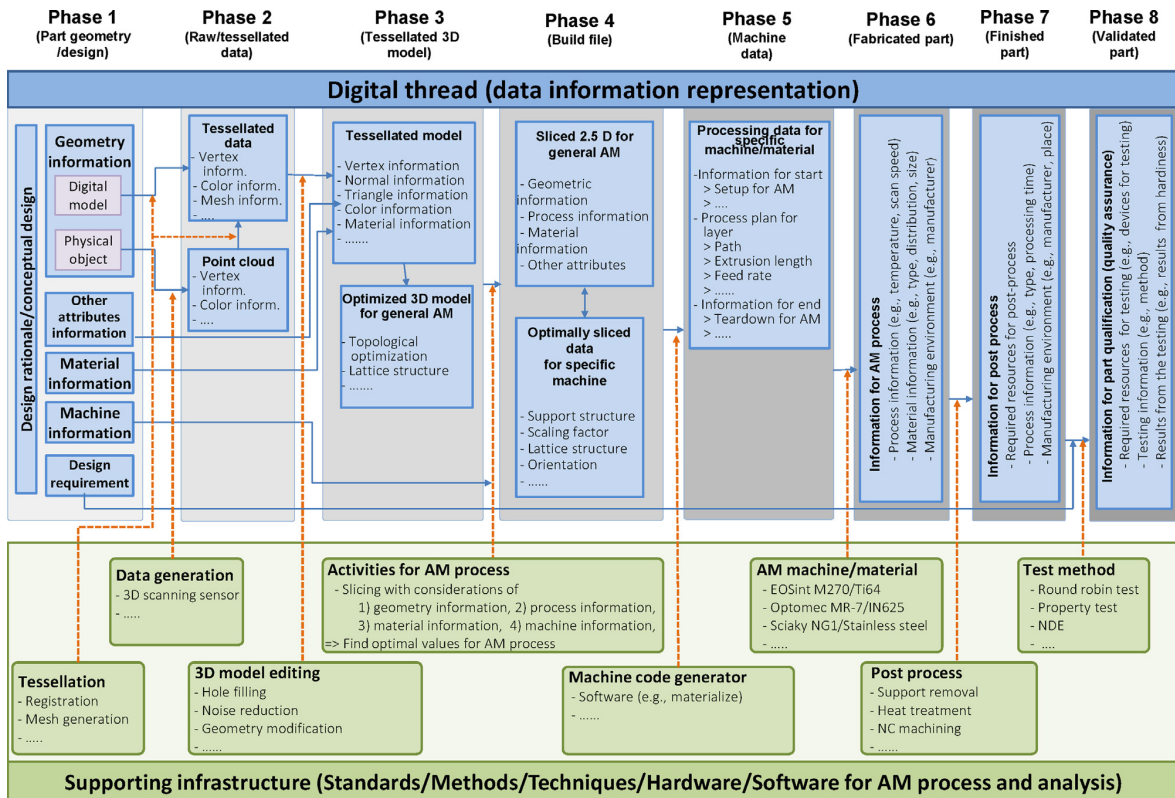 Phase 1
(Part geometry
/design)
Phase 2
(Raw/tessellated
data)
Phase 3
(Tessellated 3D
model)
Phase 4
(Build file)
Phase 5
(Machine
data)
Phase 6
(Fabricated part)
Phase 7
(Finished
part)
Phase 8
(Validated
part)
Digital thread (data information representation)
Design rationale/conceptual design
Geometry
information
Digital
model
Physical
object
Other
attributes
information
Material
information
Machine
information
Design
requirement
Tessellated
data
- Vertex
inform.
- Color inform.
- Mesh inform.
- ....
Point cloud
- Vertex
inform.
- Color inform.
- ....
Tessellated model
- Vertex information
- Normal information
- Triangle information
- Color information
- Material information
- .......
Optimized 3D model
for general AM
- Topological
optimization
- Lattice structure
- .......
Sliced 2.5 D for
general AM
- Geometric
information
- Process information
- Material
information
- Other attributes
Optimally sliced
data
for specific
machine
- Support structure
- Scaling factor
- Lattice structure
- Orientation
- ......
Processing data for
specific
machine/material
-Information for start
> Setup for AM
> ....
- Process plan for
layer
> Path
> Extrusion length
> Feed rate
> ......
- Information for end
> Teardown for AM
> .....
Information for AM process
- Process information (e.g., temperature, scan speed)
- Material information (e.g., type, distribution, size)
- Manufacturing environment (e.g., manufacturer)
Information for post process
- Required resources for post-process
- Process information (e.g., type, processing time)
- Manufacturing environment (e.g., manufacturer, place)
Information for part qualification (quality assurance)
- Required resources for testing (e.g., devices for testing)
- Testing information (e.g., method)
- Results from the testing (e.g., results from hardiness)
Data generation
- 3D scanning sensor
- .....
Activities for AM process
- Slicing with considerations of
1) geometry information, 2) process information,
3) material information, 4) machine information,
=> Find optimal values for AM process
AM machine/material
- EOSint M270/Ti64
- Optomec MR-7/IN625
- Sciaky NG1/Stainless steel
- .....
Test method
- Round robin test
- Property test
- NDE
- ....
Tessellation
- Registration
- Mesh generation
- .....
3D model editing
- Hole filling
- Noise reduction
- Geometry modification
- ......
Machine code generator
- Software (e.g., materialize)
- ......
Post process
- Support removal
- Heat treatment
- NC machining
- ......
Supporting infrastructure (Standards/Methods/Techniques/Hardware/Software for AM process and analysis)